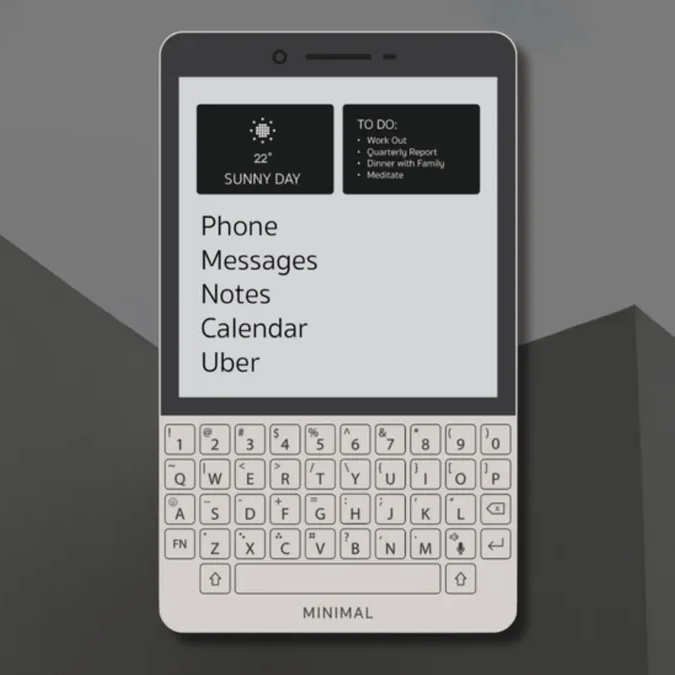 22°
SUNNY DAY
TO DO:
• Work Out
• Quarterly Report
• Dinner with Family
• Meditate
Phone
Messages
Notes
Calendar
Uber
! 1 @ 2 # 3 $ 4 % 5 ^ 6 & 7 * 8 ( 9 ) 0
~ Q | W < E > R / T \ Y { U } I [ O ] P
A – S - D + F = G : H ; J ‘ K " L
FN Z X C # V ? B , N . M
MINIMAL